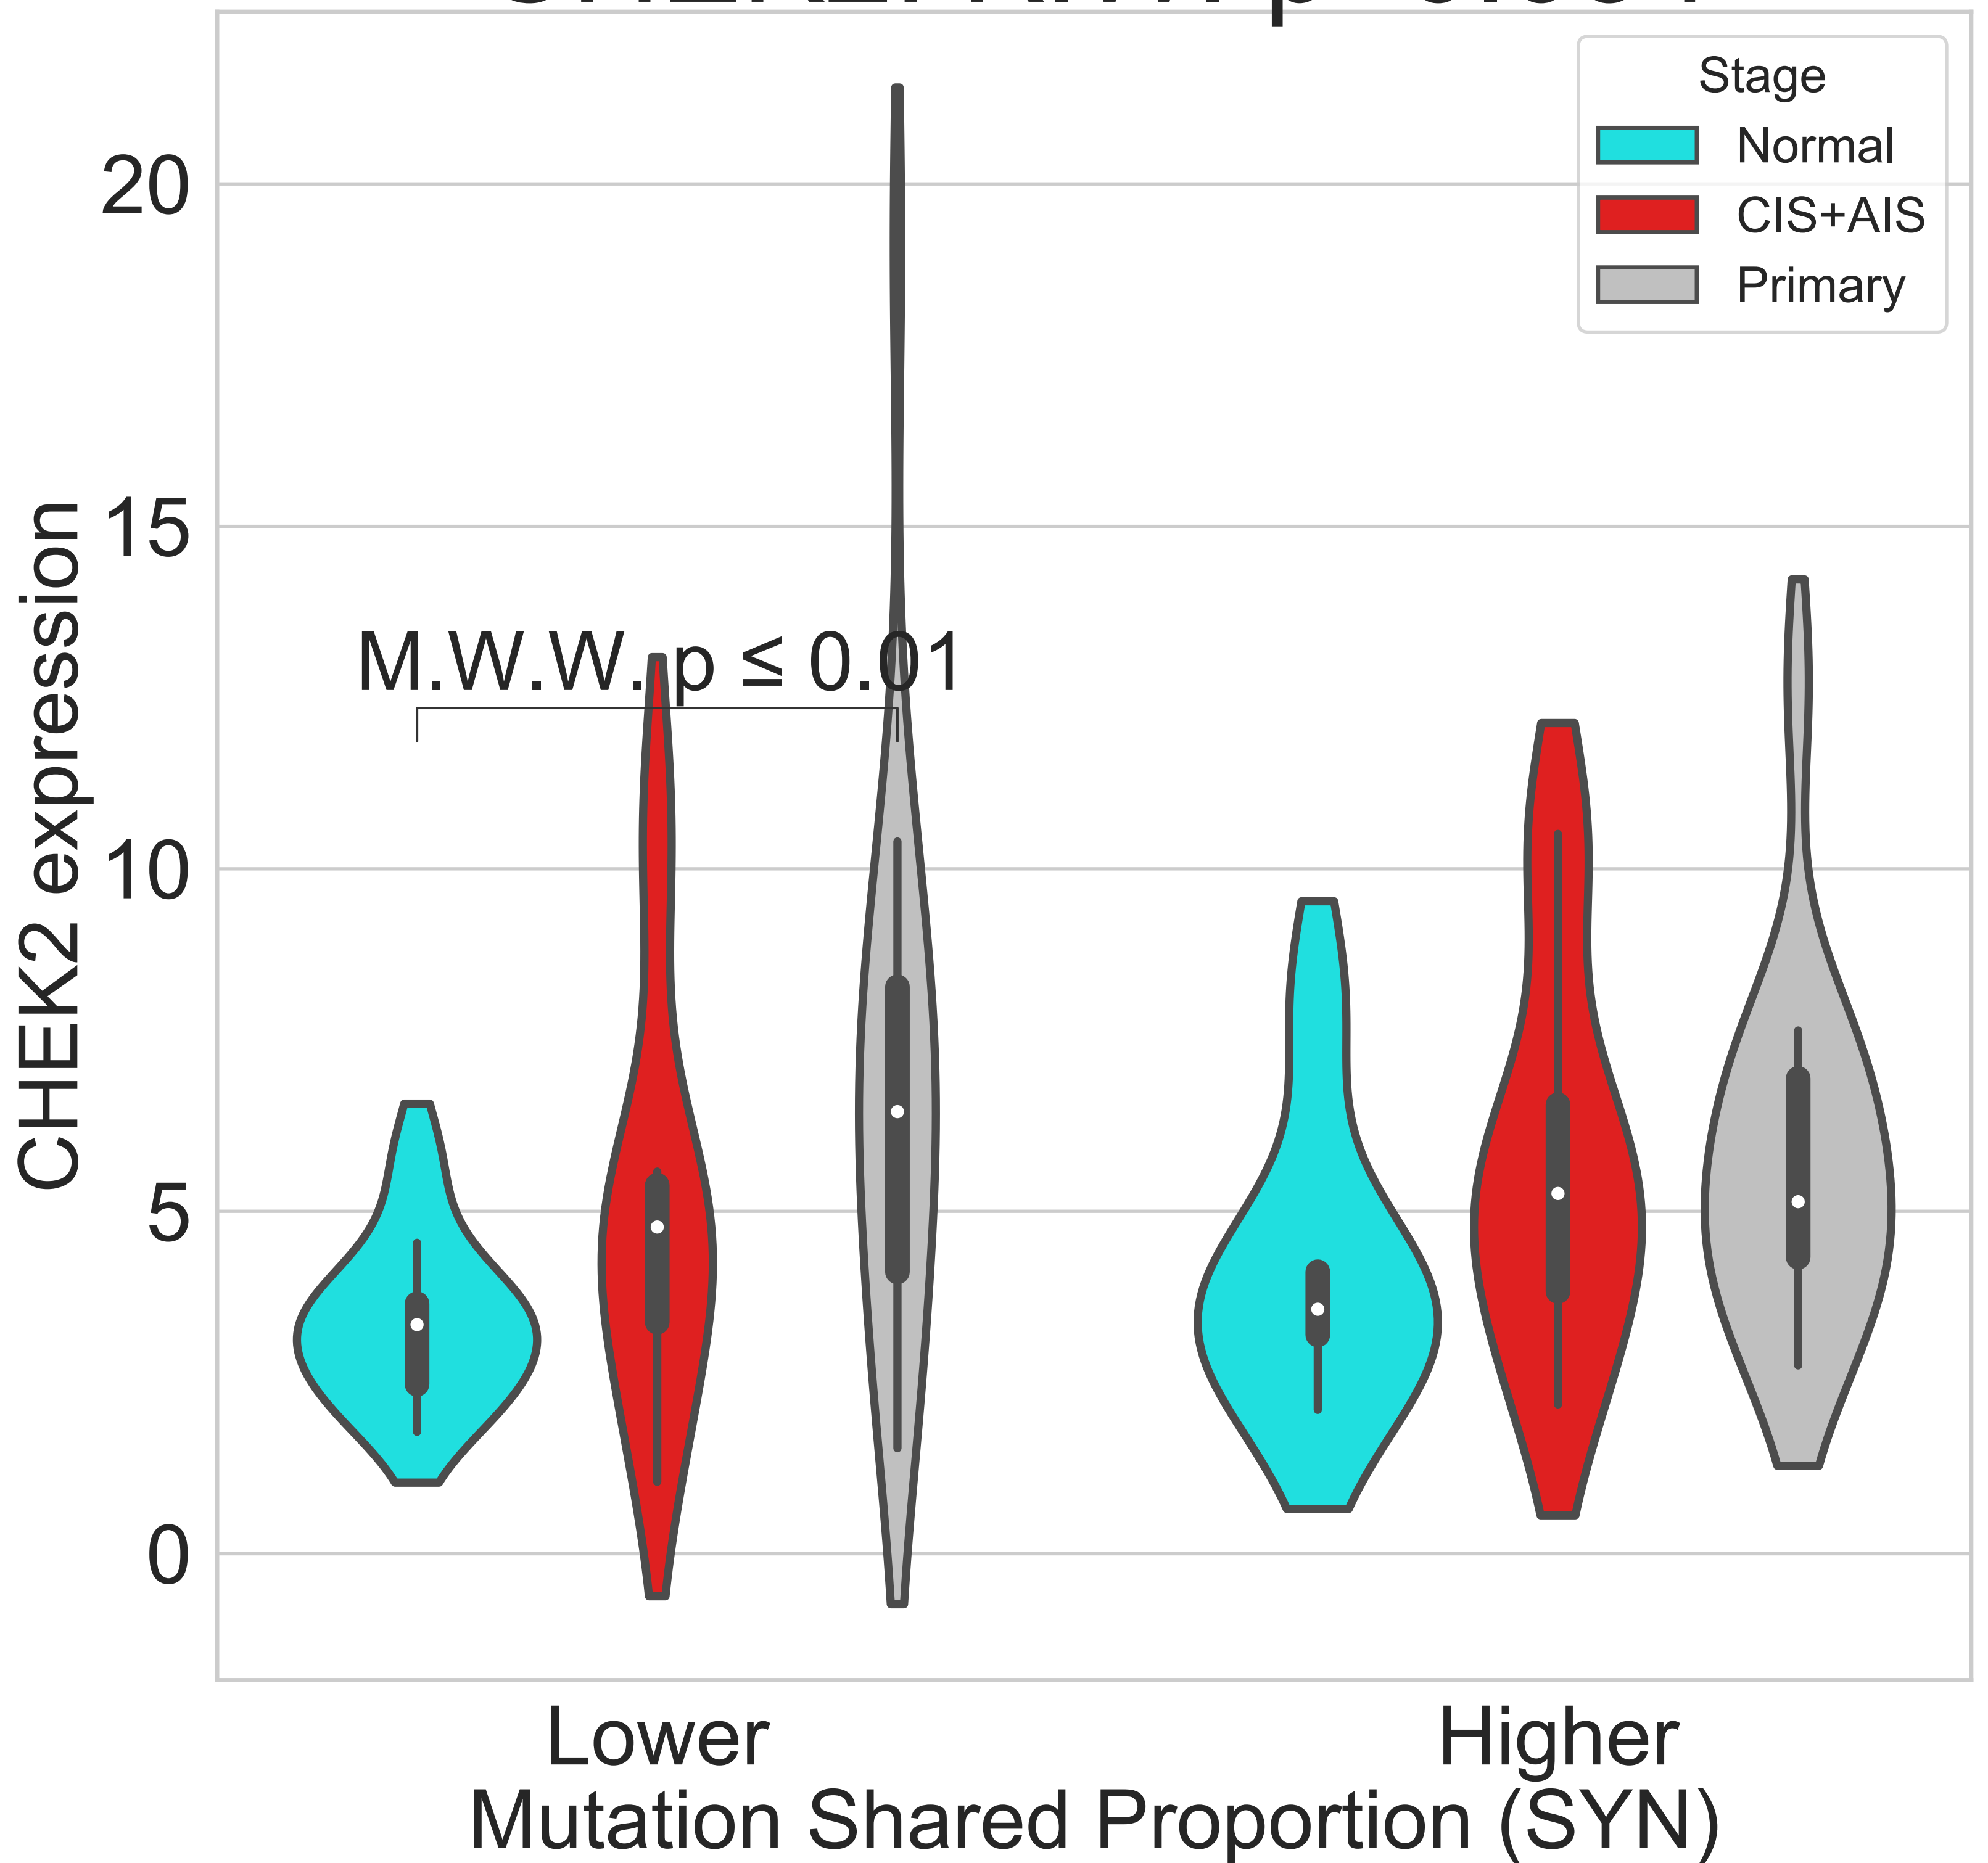 Stage
Normal
CIS+AIS
Primary
20
15
10
5
0
CHEK2 expression
M.W.W. p ≤ 0.01
Lower
Higher
Mutation Shared Proportion (SYN)